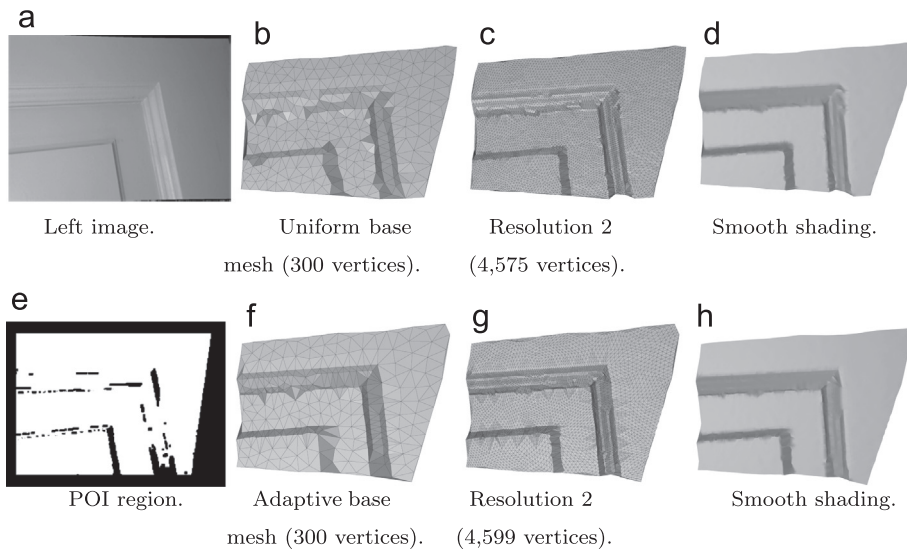 a b c d
Left image. Uniform base Resolution 2 Smooth shading.
mesh (300 vertices). (4,575 vertices).
e f g h
POI region. Adaptive base Resolution 2 Smooth shading.
mesh (300 vertices). (4,599 vertices).